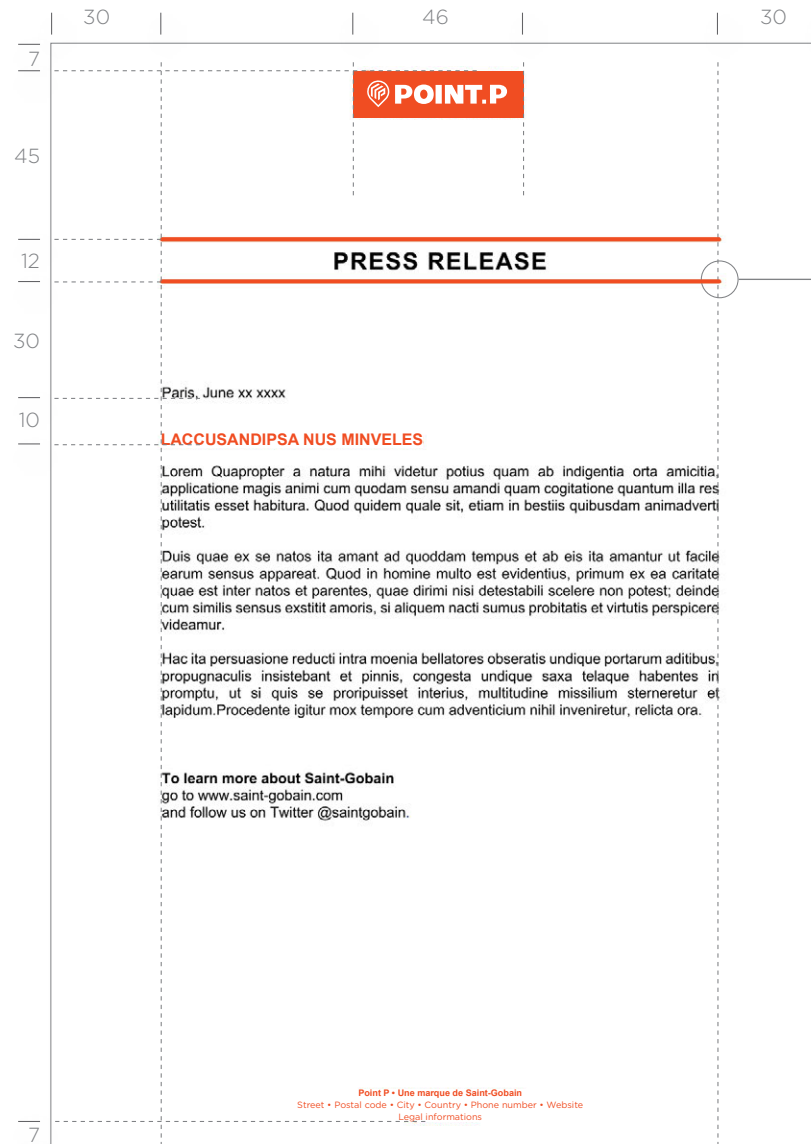 30 46 30
7
POINT.P
45
12
PRESS RELEASE
30
Paris, June xx xxxx
10
LACCUSANDIPSA NUS MINVELES
Lorem Quapropter a natura mihi videtur potius quam ab indigentia orta amicitia,
applicatione magis animi cum quodam sensu amandi quam cogitatione quantum illa res
utilitatis esset habitura. Quod quidem quale sit, etiam in bestiis quibusdam animadverti
potest.
Duis quae ex se natos ita amant ad quoddam tempus et ab eis ita amantur ut facile
earum sensus appareat. Quod in homine multo est evidentius, primum ex ea caritate
quae est inter natos et parentes, quae dirimi nisi detestabili scelere non potest; deinde
cum similis sensus exstitit amoris, si aliquem nacti sumus probitatis et virtutis perspicere
videamur.
Hac ita persuasione reducti intra moenia bellatores obseratis undique portarum aditibus,
propugnaculis insistebant et pinnis, congesta undique saxa telaque habentes in
promptu, ut si quis se proripuisset interius, multitudine missilium sterneretur et
lapidum.Procedente igitur mox tempore cum adventicium nihil inveniretur, relicta ora.
To learn more about Saint-Gobain
go to www.saint-gobain.com
and follow us on Twitter @saintgobain.
Point P • Une marque de Saint-Gobain
Street • Postal code • City • Country • Phone number • Website
Legal informations
7